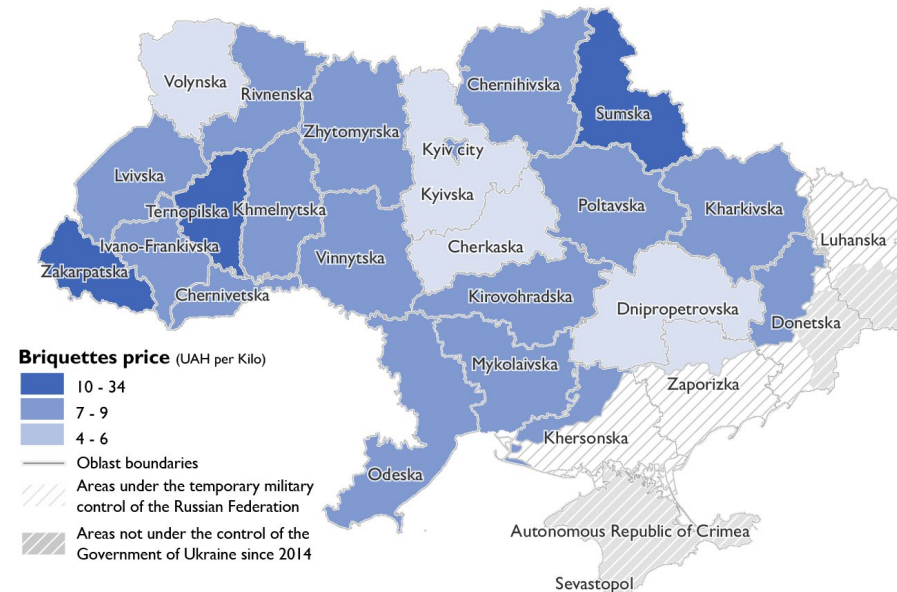 Volynska
Rivnenska
Zhytomyrska
Chernihivska
Sumska
Kyiv city
Kyivska
Lvivska
Ternopilska
Khmelnytska
Poltavska
Kharkivska
Ivano-Frankivska
Vinnytska
Cherkaska
Luhanska
Zakarpatska
Chernivetska
Kirovohradska
Dnipropetrovska
Donetska
Mykolaivska
Zaporizka
Khersonska
Odeska
Autonomous Republic of Crimea
Sevastopol
Briquettes price (UAH per Kilo)
10 - 34
7 - 9
4 - 6
Oblast boundaries
Areas under the temporary military
control of the Russian Federation
Areas not under the control of the
Government of Ukraine since 2014